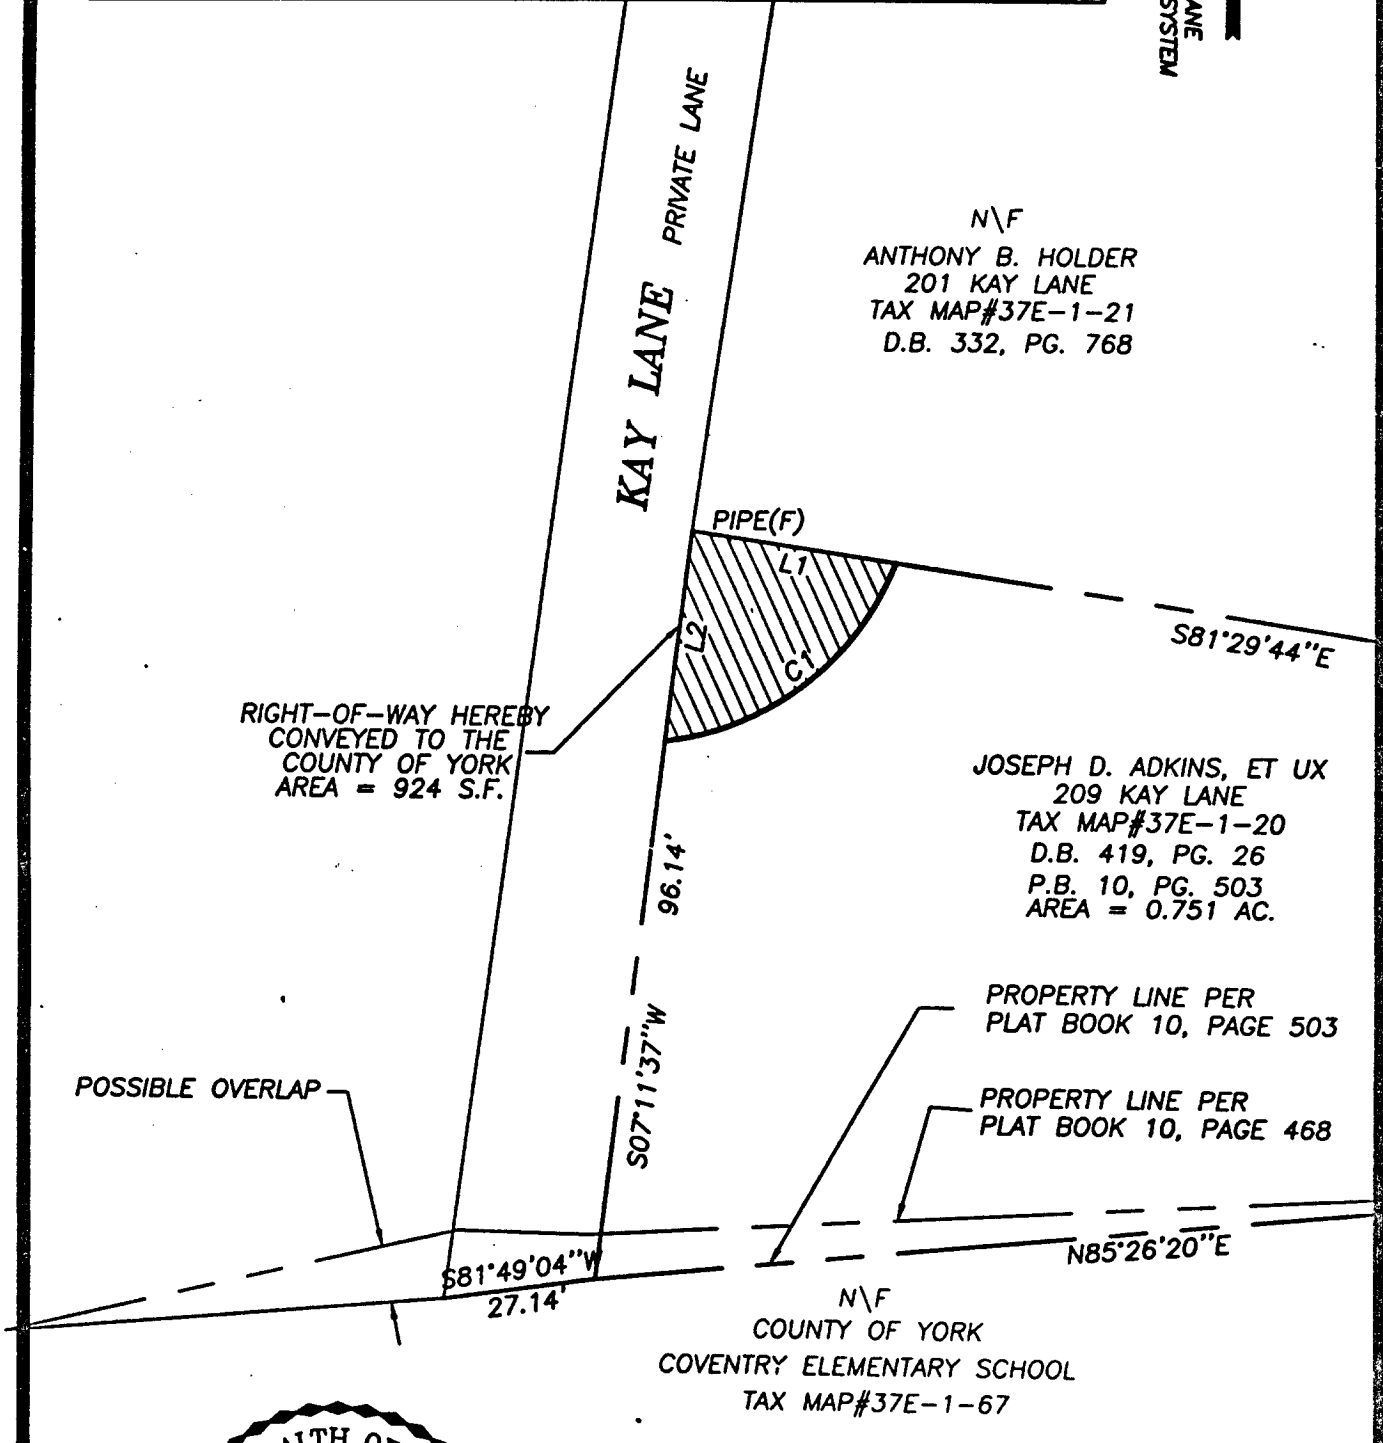 ANE
SYSTEM
KAY LANE PRIVATE LANE
N\F
ANTHONY B. HOLDER
201 KAY LANE
TAX MAP#37E-1-21
D.B. 332, PG. 768
PIPE(F)
L1
L2
C1
S81°29'44"E
RIGHT-OF-WAY HEREBY
CONVEYED TO THE
COUNTY OF YORK
AREA = 924 S.F.
JOSEPH D. ADKINS, ET UX
209 KAY LANE
TAX MAP#37E-1-20
D.B. 419, PG. 26
P.B. 10, PG. 503
AREA = 0.751 AC.
96.14'
S07°11'37"W
PROPERTY LINE PER
PLAT BOOK 10, PAGE 503
POSSIBLE OVERLAP
PROPERTY LINE PER
PLAT BOOK 10, PAGE 468
N85°26'20"E
S81°49'04"W
27.14'
N\F
COUNTY OF YORK
COVENTRY ELEMENTARY SCHOOL
TAX MAP#37E-1-67
LTH O